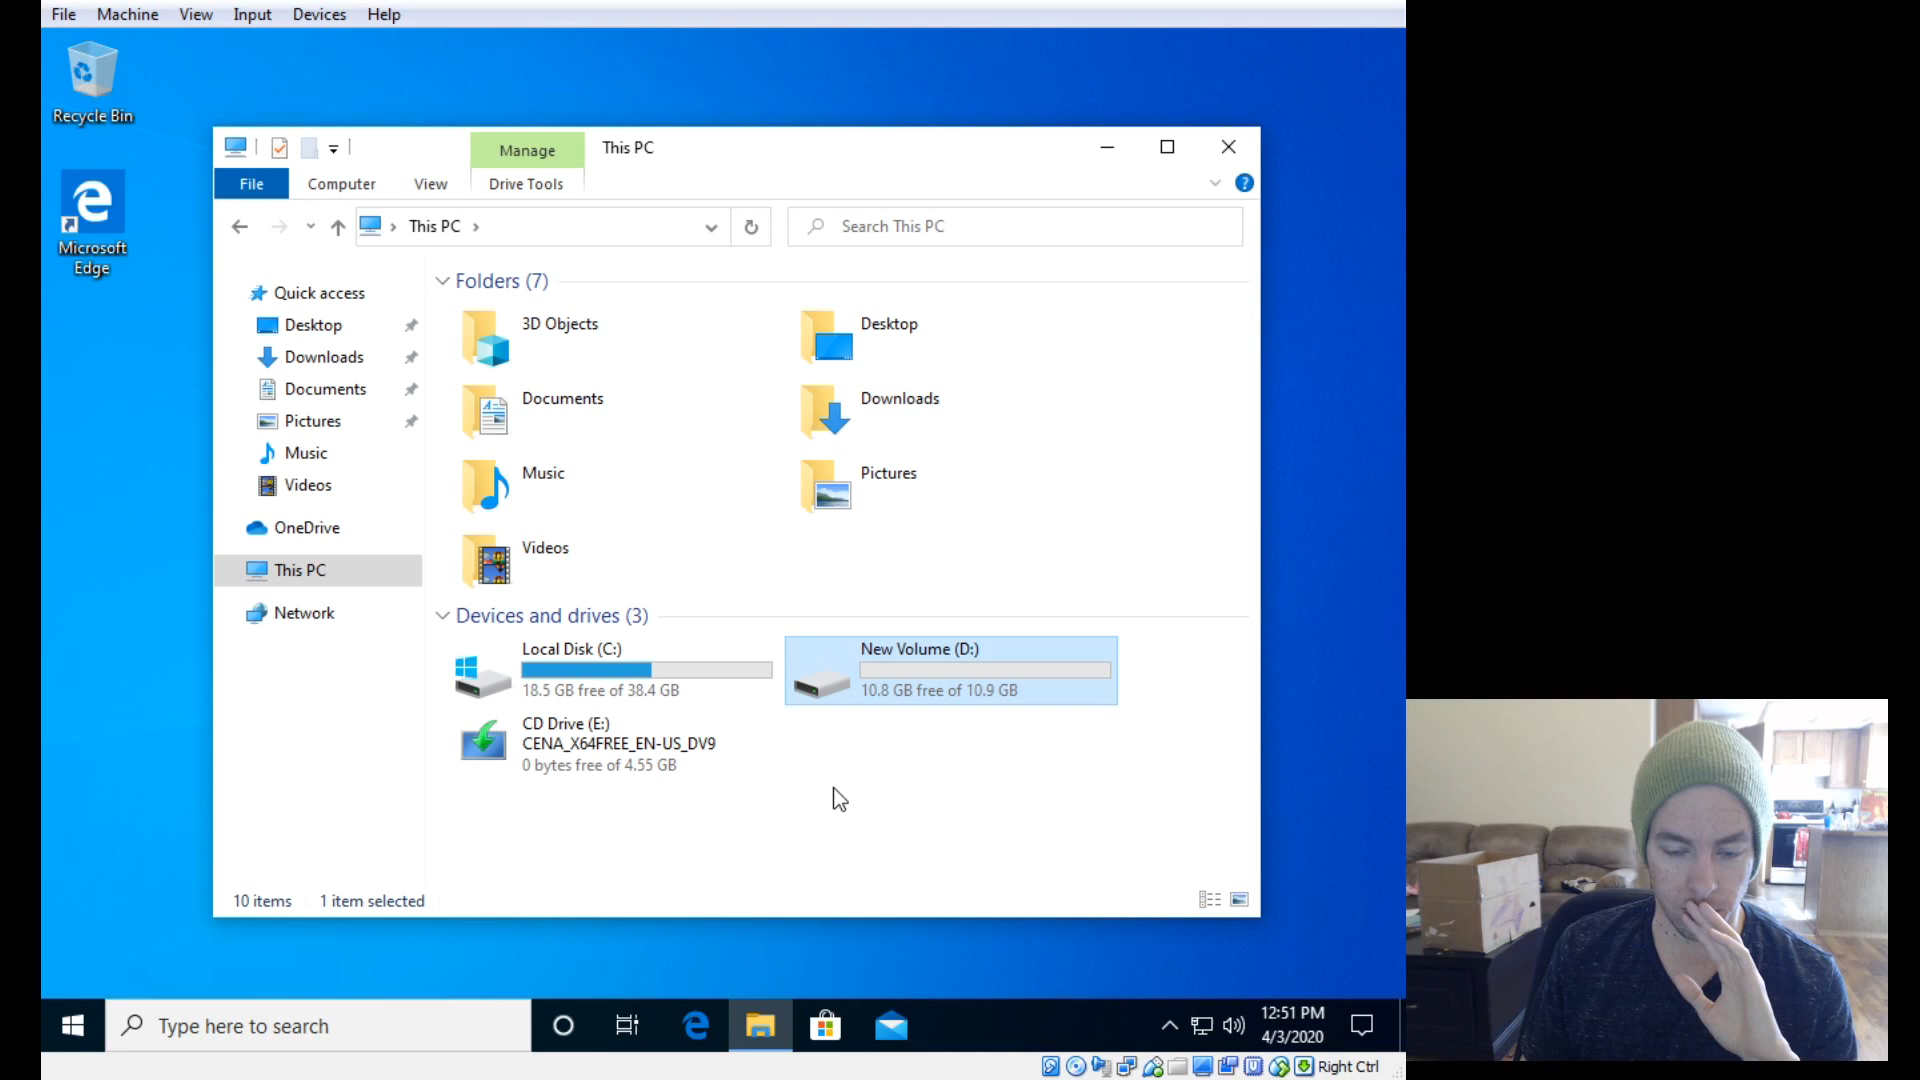 File Machine View Input Devices Help
Recycle Bin
Microsoft
Edge
Manage This PC
File Computer View Drive Tools
This PC
Search This PC
Quick access
Desktop
Downloads
Documents
Pictures
Music
Videos
OneDrive
This PC
Network
Folders (7)
3D Objects
Desktop
Documents
Downloads
Music
Pictures
Videos
Devices and drives (3)
Local Disk (C:)
18.5 GB free of 38.4 GB
New Volume (D:)
10.8 GB free of 10.9 GB
CD Drive (E:)
CENA_X64FREE_EN-US_DV9
0 bytes free of 4.55 GB
10 items 1 item selected
Type here to search
12:51 PM
4/3/2020
Right Ctrl